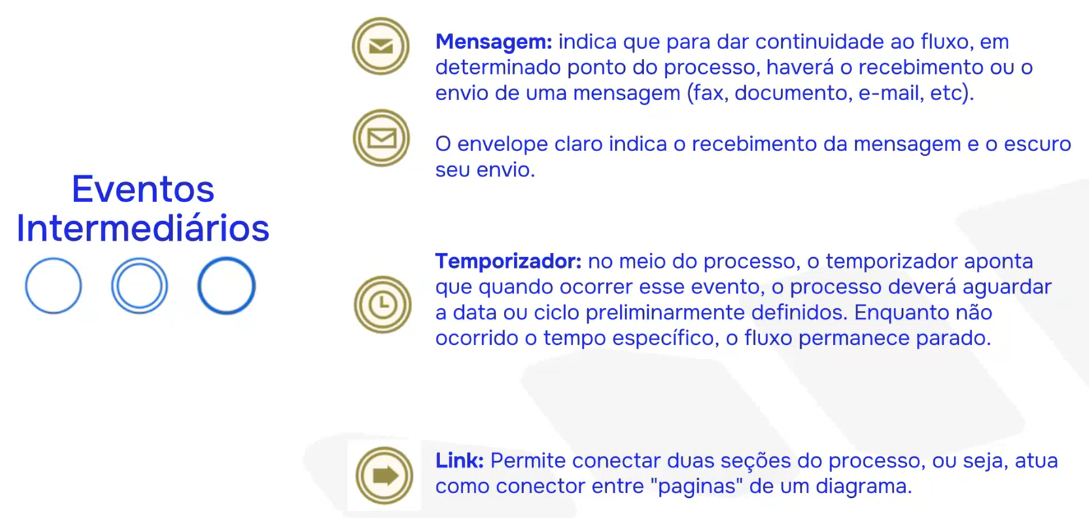 Eventos
Intermediários
Mensagem: indica que para dar continuidade ao fluxo, em
determinado ponto do processo, haverá o recebimento ou o
envio de uma mensagem (fax, documento, e-mail, etc).
O envelope claro indica o recebimento da mensagem e o escuro
seu envio.
Temporizador: no meio do processo, o temporizador aponta
que quando ocorrer esse evento, o processo deverá aguardar
a data ou ciclo preliminarmente definidos. Enquanto não
ocorrido o tempo específico, o fluxo permanece parado.
Link: Permite conectar duas seções do processo, ou seja, atua
como conector entre "paginas" de um diagrama.